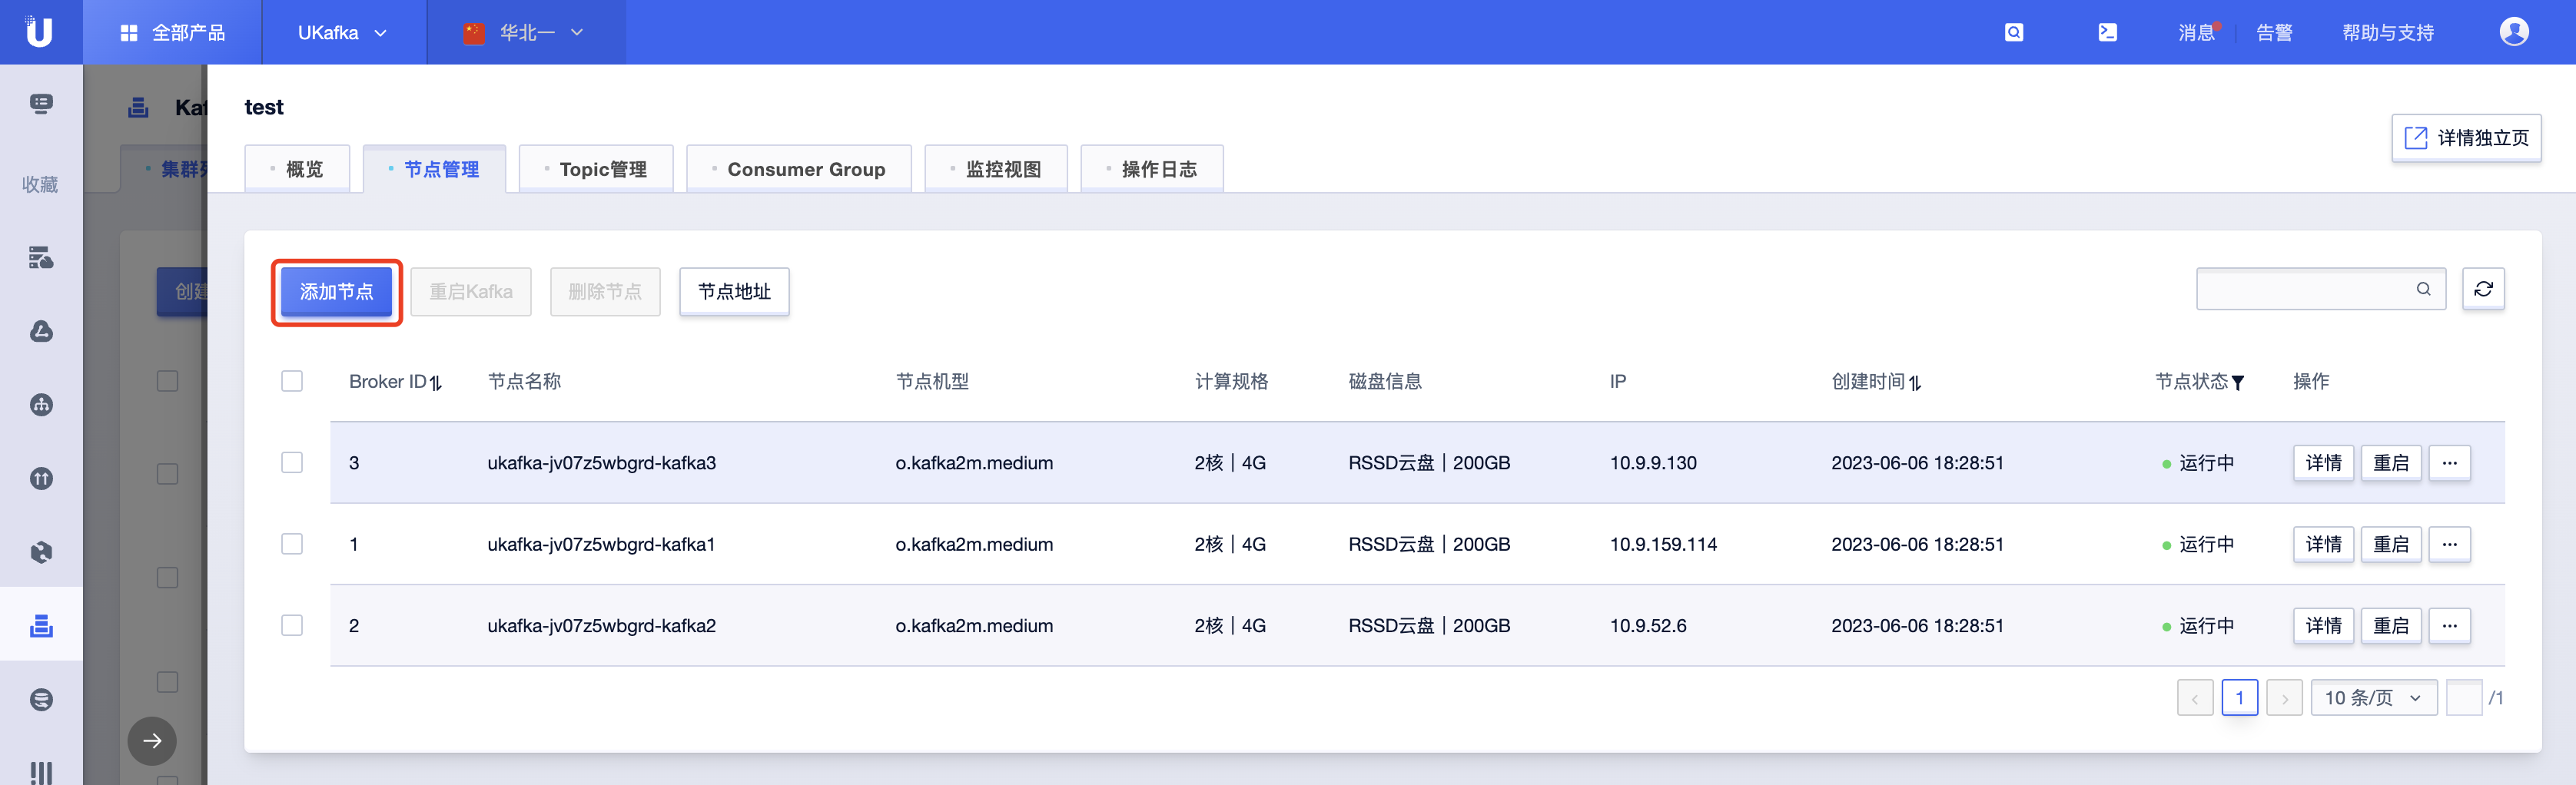 全部产品
UKafka
华北一
消息
告警
帮助与支持
收藏
test
详情独立页
概览
节点管理
Topic管理
Consumer Group
监控视图
操作日志
添加节点
重启Kafka
删除节点
节点地址
Broker ID 节点名称 节点机型 计算规格 磁盘信息 IP 创建时间 节点状态 操作
3 ukafka-jv07z5wbgrd-kafka3 o.kafka2m.medium 2核 | 4G RSSD云盘 | 200GB 10.9.9.130 2023-06-06 18:28:51 运行中 详情 重启 ...
1 ukafka-jv07z5wbgrd-kafka1 o.kafka2m.medium 2核 | 4G RSSD云盘 | 200GB 10.9.159.114 2023-06-06 18:28:51 运行中 详情 重启 ...
2 ukafka-jv07z5wbgrd-kafka2 o.kafka2m.medium 2核 | 4G RSSD云盘 | 200GB 10.9.52.6 2023-06-06 18:28:51 运行中 详情 重启 ...
1 10 条/页 /1